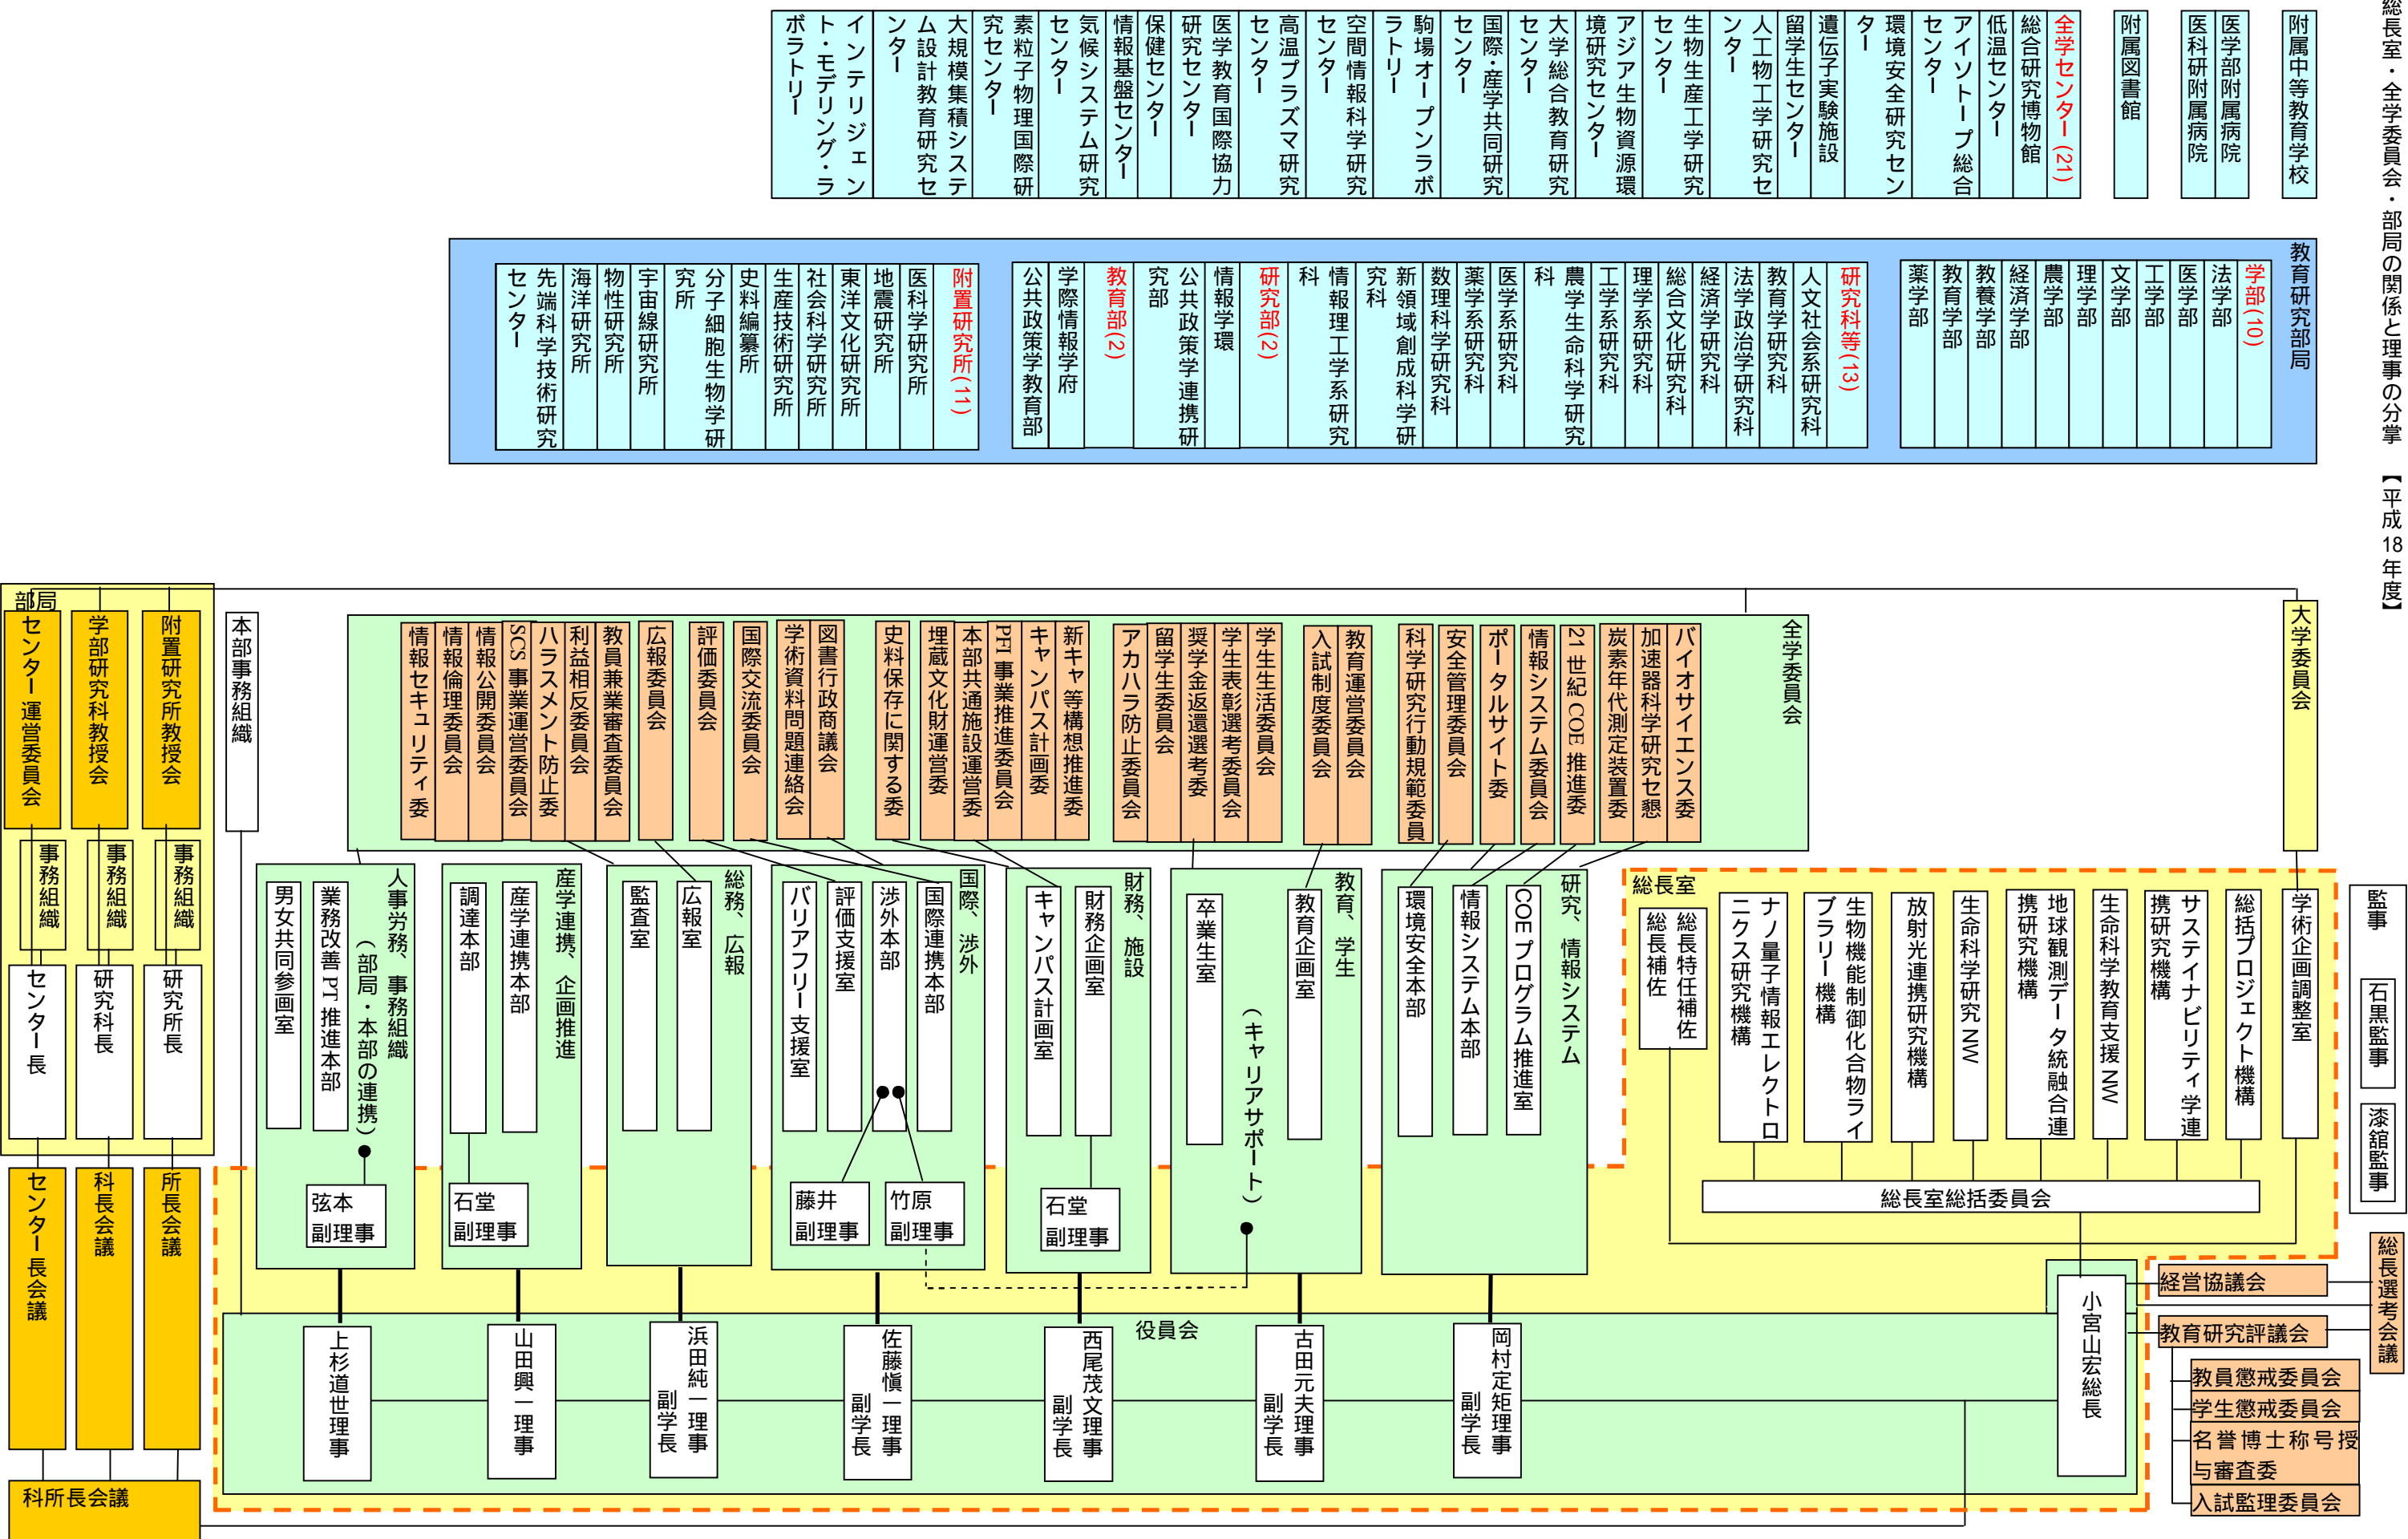 総長室・全学委員会・部局の関係と理事の分掌　【平成 18 年度】
附属中等教育学校
医学部附属病院
医科研附属病院
附属図書館
全学センター (21)
総合研究博物館
低温センター
アイソトープ総合
センター
環境安全研究セン
ター
遺伝子実験施設
留学生センター
人工物工学研究セ
ンター
生物生産工学研究
センター
アジア生物資源環
境研究センター
大学総合教育研究
センター
国際・産学共同研究
センター
駒場オープンラボ
ラトリー
空間情報科学研究
センター
高温プラズマ研究
センター
医学教育国際協力
研究センター
保健センター
情報基盤センター
気候システム研究
センター
素粒子物理国際研
究センター
大規模集積システ
ム設計教育研究セ
ンター
インテリジェン
ト・モデリング・ラ
ボラトリー
教育研究部局
学部(10)
法学部
医学部
工学部
文学部
理学部
農学部
経済学部
教養学部
教育学部
薬学部
研究科等(13)
人文社会系研究科
教育学研究科
法学政治学研究科
経済学研究科
総合文化研究科
理学系研究科
工学系研究科
農学生命科学研究
科
医学系研究科
薬学系研究科
数理科学研究科
新領域創成科学研
究科
情報理工学系研究
科
研究部(2)
情報学環
公共政策学連携研
究部
教育部(2)
学際情報学府
公共政策学教育部
附置研究所(11)
医科学研究所
地震研究所
東洋文化研究所
社会科学研究所
生産技術研究所
史料編纂所
分子細胞生物学研
究所
宇宙線研究所
物性研究所
海洋研究所
先端科学技術研究
センター
大学委員会
全学委員会
バイオサイエンス委
加速器科学研究セ懇
炭素年代測定装置委
21 世紀 COE 推進委
情報システム委員会
ポータルサイト委
安全管理委員会
科学研究行動規範委員
教育運営委員会
入試制度委員会
学生生活委員会
学生表彰選考委員会
奨学金返還選考委
留学生委員会
アカハラ防止委員会
新キャ等構想推進委
キャンパス計画委
PFI 事業推進委員会
本部共通施設運営委
埋蔵文化財運営委
史料保存に関する委
図書行政商議会
学術資料問題連絡会
国際交流委員会
評価委員会
広報委員会
教員兼業審査委員会
利益相反委員会
ハラスメント防止委
SCS 事業運営委員会
情報公開委員会
情報倫理委員会
情報セキュリティ委
本部事務組織
部局
附置研究所教授会
学部研究科教授会
センター運営委員会
事務組織
事務組織
事務組織
研究所長
研究科長
センター長
所長会議
科長会議
センター長会議
科所長会議
監事
石黒監事
漆舘監事
総長室
学術企画調整室
総括プロジェクト機構
サステイナビリティ学連
携研究機構
生命科学教育支援 NW
地球観測データ統融合連
携研究機構
生命科学研究 NW
放射光連携研究機構
生物機能制御化合物ライ
ブラリー機構
ナノ量子情報エレクトロ
ニクス研究機構
総長特任補佐
総長補佐
総長室総括委員会
研究、情報システム
COE プログラム推進室
情報システム本部
環境安全本部
教育、学生
教育企画室
（キャリアサポート）
卒業生室
財務、施設
財務企画室
キャンパス計画室
石堂
副理事
国際、渉外
国際連携本部
渉外本部
評価支援室
バリアフリー支援室
竹原
副理事
藤井
副理事
総務、広報
広報室
監査室
産学連携、企画推進
産学連携本部
調達本部
石堂
副理事
人事労務、事務組織
（部局・本部の連携）
業務改善 PT 推進本部
男女共同参画室
弦本
副理事
役員会
小宮山宏総長
岡村定矩理事
副学長
古田元夫理事
副学長
西尾茂文理事
副学長
佐藤愼一理事
副学長
浜田純一理事
副学長
山田興一理事
上杉道世理事
総長選考会議
経営協議会
教育研究評議会
教員懲戒委員会
学生懲戒委員会
名誉博士称号授
与審査委
入試監理委員会